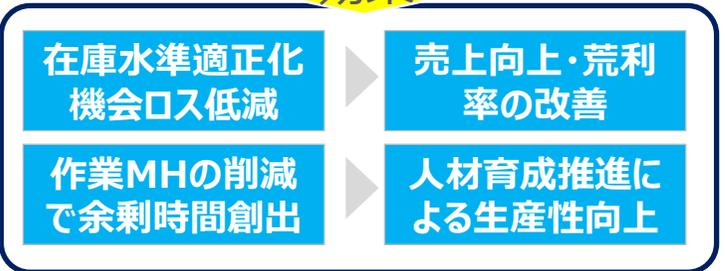 在庫水準適正化
機会ロス低減
売上向上・荒利
率の改善
作業MHの削減
で余剰時間創出
人材育成推進に
よる生産性向上